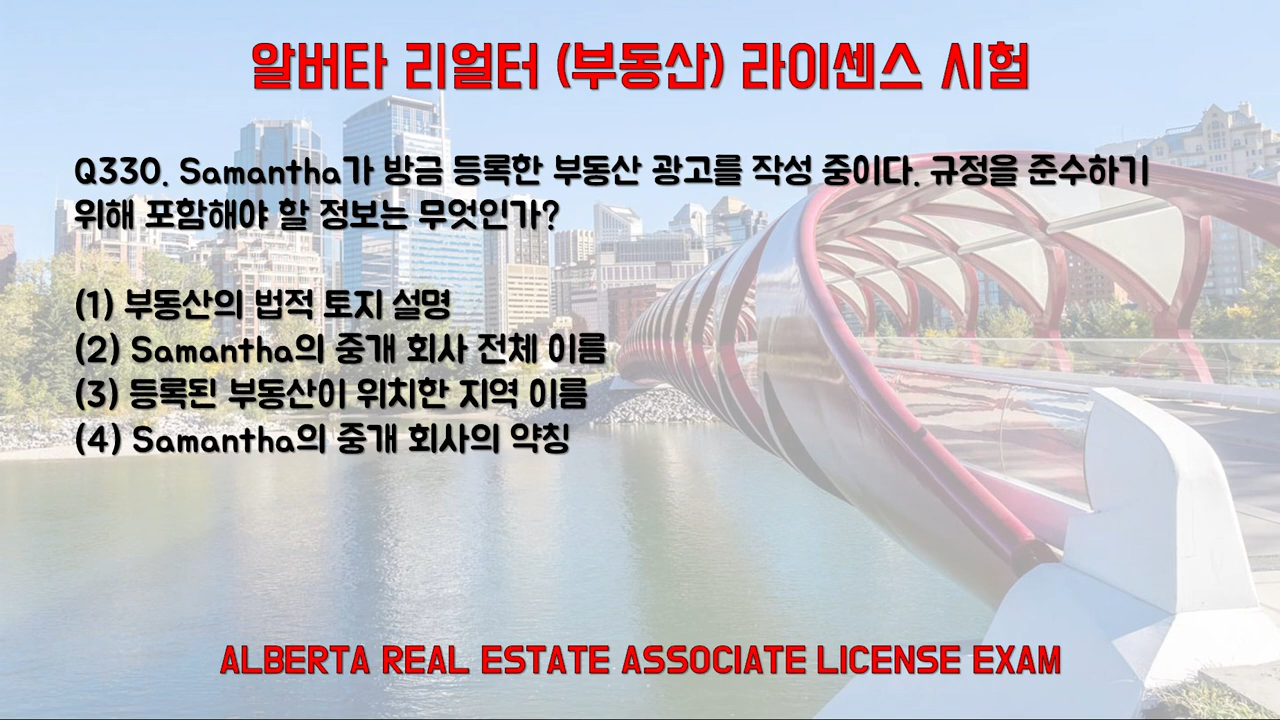 알버타 리얼터 (부동산) 라이센스 시험
Q330. Samantha가 방금 등록한 부동산 광고를 작성 중이다. 규정을 준수하기
위해 포함해야 할 정보는 무엇인가?
(1) 부동산의 법적 토지 설명
(2) Samantha의 중개 회사 전체 이름
(3) 등록된 부동산이 위치한 지역 이름
(4) Samantha의 중개 회사의 약칭
ALBERTA REAL ESTATE ASSOCIATE LICENSE EXAM